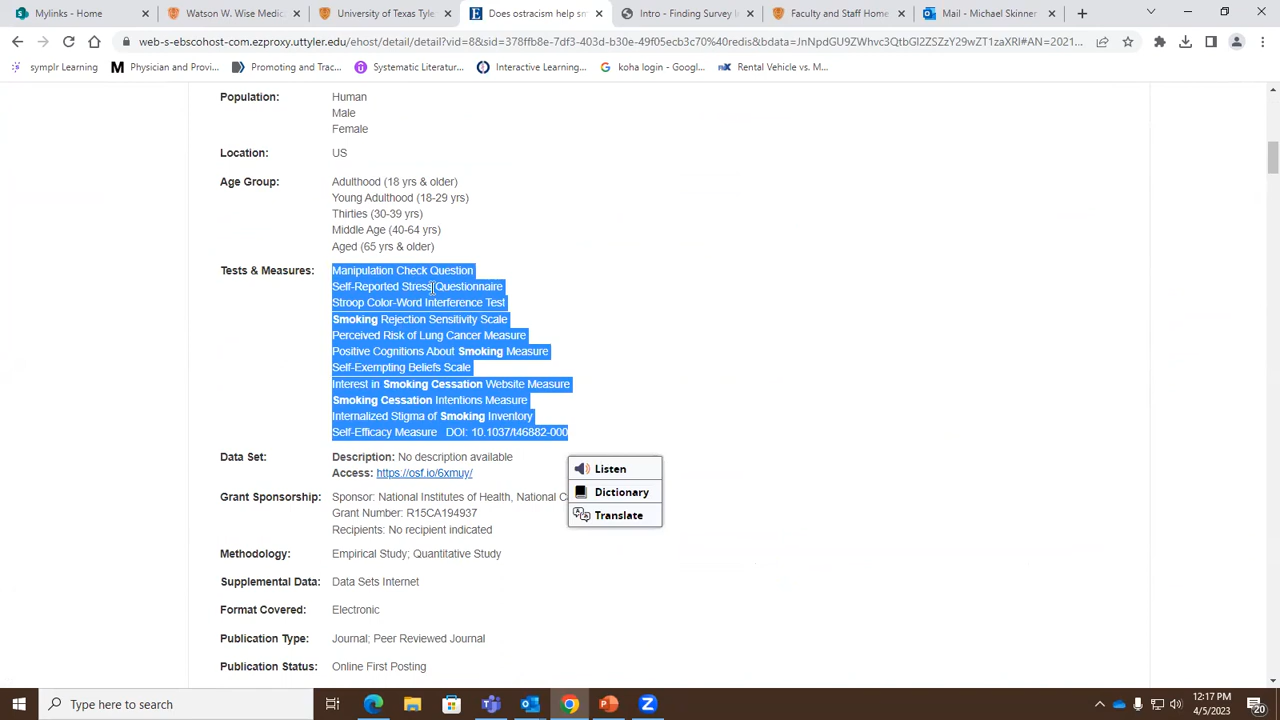 Mylinks - Home
Watson W. Wise Medic
University of Texas Tyle
Does ostracism help sm
Intro - Finding Survey I
Faculty and Staff Home
Mail - Michael Skinner
web-s-ebscohost-com.ezproxy.uttyler.edu/ehost/detail/detail?vid=8&sid=378ffb8e-7df3-4d3d-b30e-49f05ecb3c70%40redis&bdata=JnNpdGU9ZWhvc3QtbGl2ZSZzY29wZT1zaXRl#AN=2021...
symplr Learning
Physician and Provi...
Promoting and Trac...
Systematic Literatur...
Interactive Learning...
koha login - Googl...
Rental Vehicle vs. M...
Population: Human
Male
Female
Location: US
Age Group: Adulthood (18 yrs & older)
Young Adulthood (18-29 yrs)
Thirties (30-39 yrs)
Middle Age (40-64 yrs)
Aged (65 yrs & older)
Tests & Measures: Manipulation Check Question
Self-Reported Stress Questionnaire
Stroop Color-Word Interference Test
Smoking Rejection Sensitivity Scale
Perceived Risk of Lung Cancer Measure
Positive Cognitions About Smoking Measure
Self-Exempting Beliefs Scale
Interest in Smoking Cessation Website Measure
Smoking Cessation Intentions Measure
Internalized Stigma of Smoking Inventory
Self-Efficacy Measure DOI: 10.1037/t46882-000
Data Set: Description: No description available
Access: https://osf.io/6xmuy/
Listen
Dictionary
Translate
Grant Sponsorship: Sponsor: National Institutes of Health, National C
Grant Number: R15CA194937
Recipients: No recipient indicated
Methodology: Empirical Study; Quantitative Study
Supplemental Data: Data Sets Internet
Format Covered: Electronic
Publication Type: Journal; Peer Reviewed Journal
Publication Status: Online First Posting
Type here to search
12:17 PM
4/5/2023
20